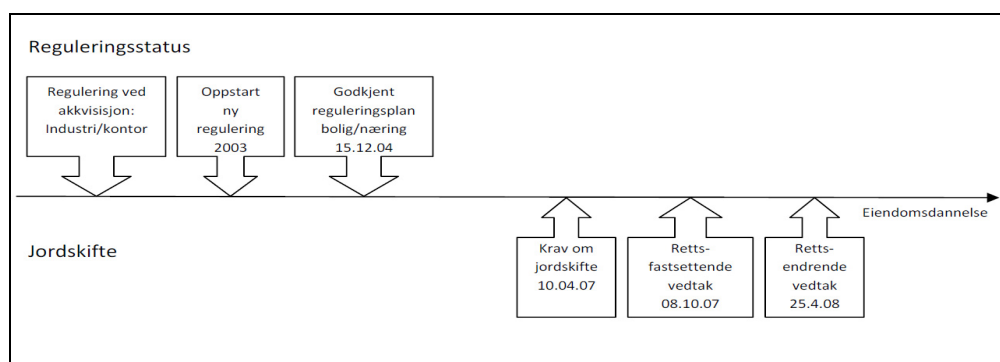 Reguleringsstatus
Regulering ved
akkvisisjon:
Industri/kontor
Oppstart
ny
regulering
2003
Godkjent
reguleringsplan
bolig/næring
15.12.04
Eiendomsdannelse
Jordskifte
Krav om
jordskifte
10.04.07
Retts-
fastsettende
vedtak
08.10.07
Retts-
endrende
vedtak
25.4.08